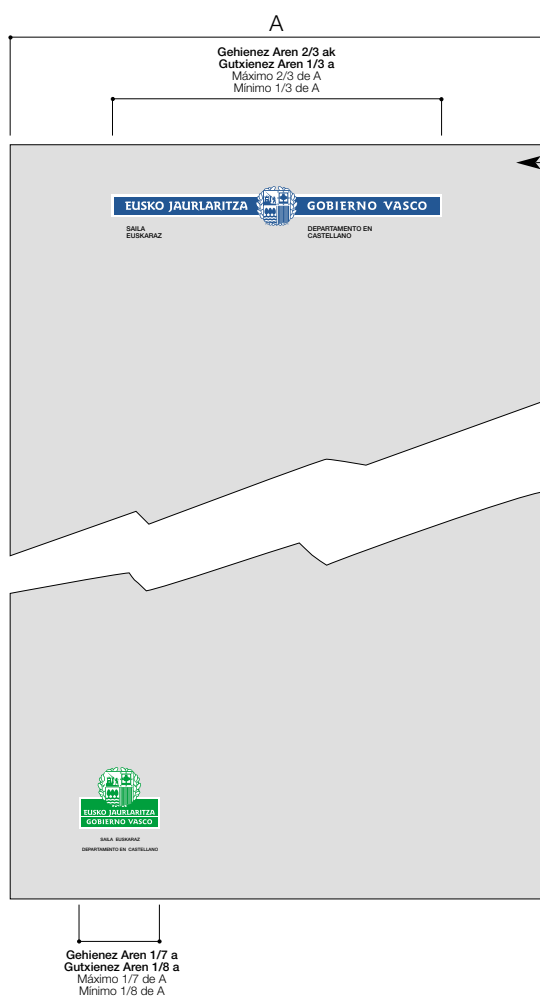 A
Gehienez Aren 2/3 ak
Gutxienez Aren 1/3 a
Máximo 2/3 de A
Mínimo 1/3 de A
EUSKO JAURLARITZA GOBIERNO VASCO
SAILA
EUSKARAZ
DEPARTAMENTO EN
CASTELLANO
EUSKO JAURLARITZA
GOBIERNO VASCO
SAILA EUSKARAZ
DEPARTAMENTO EN CASTELLANO
Gehienez Aren 1/7 a
Gutxienez Aren 1/8 a
Máximo 1/7 de A
Mínimo 1/8 de A